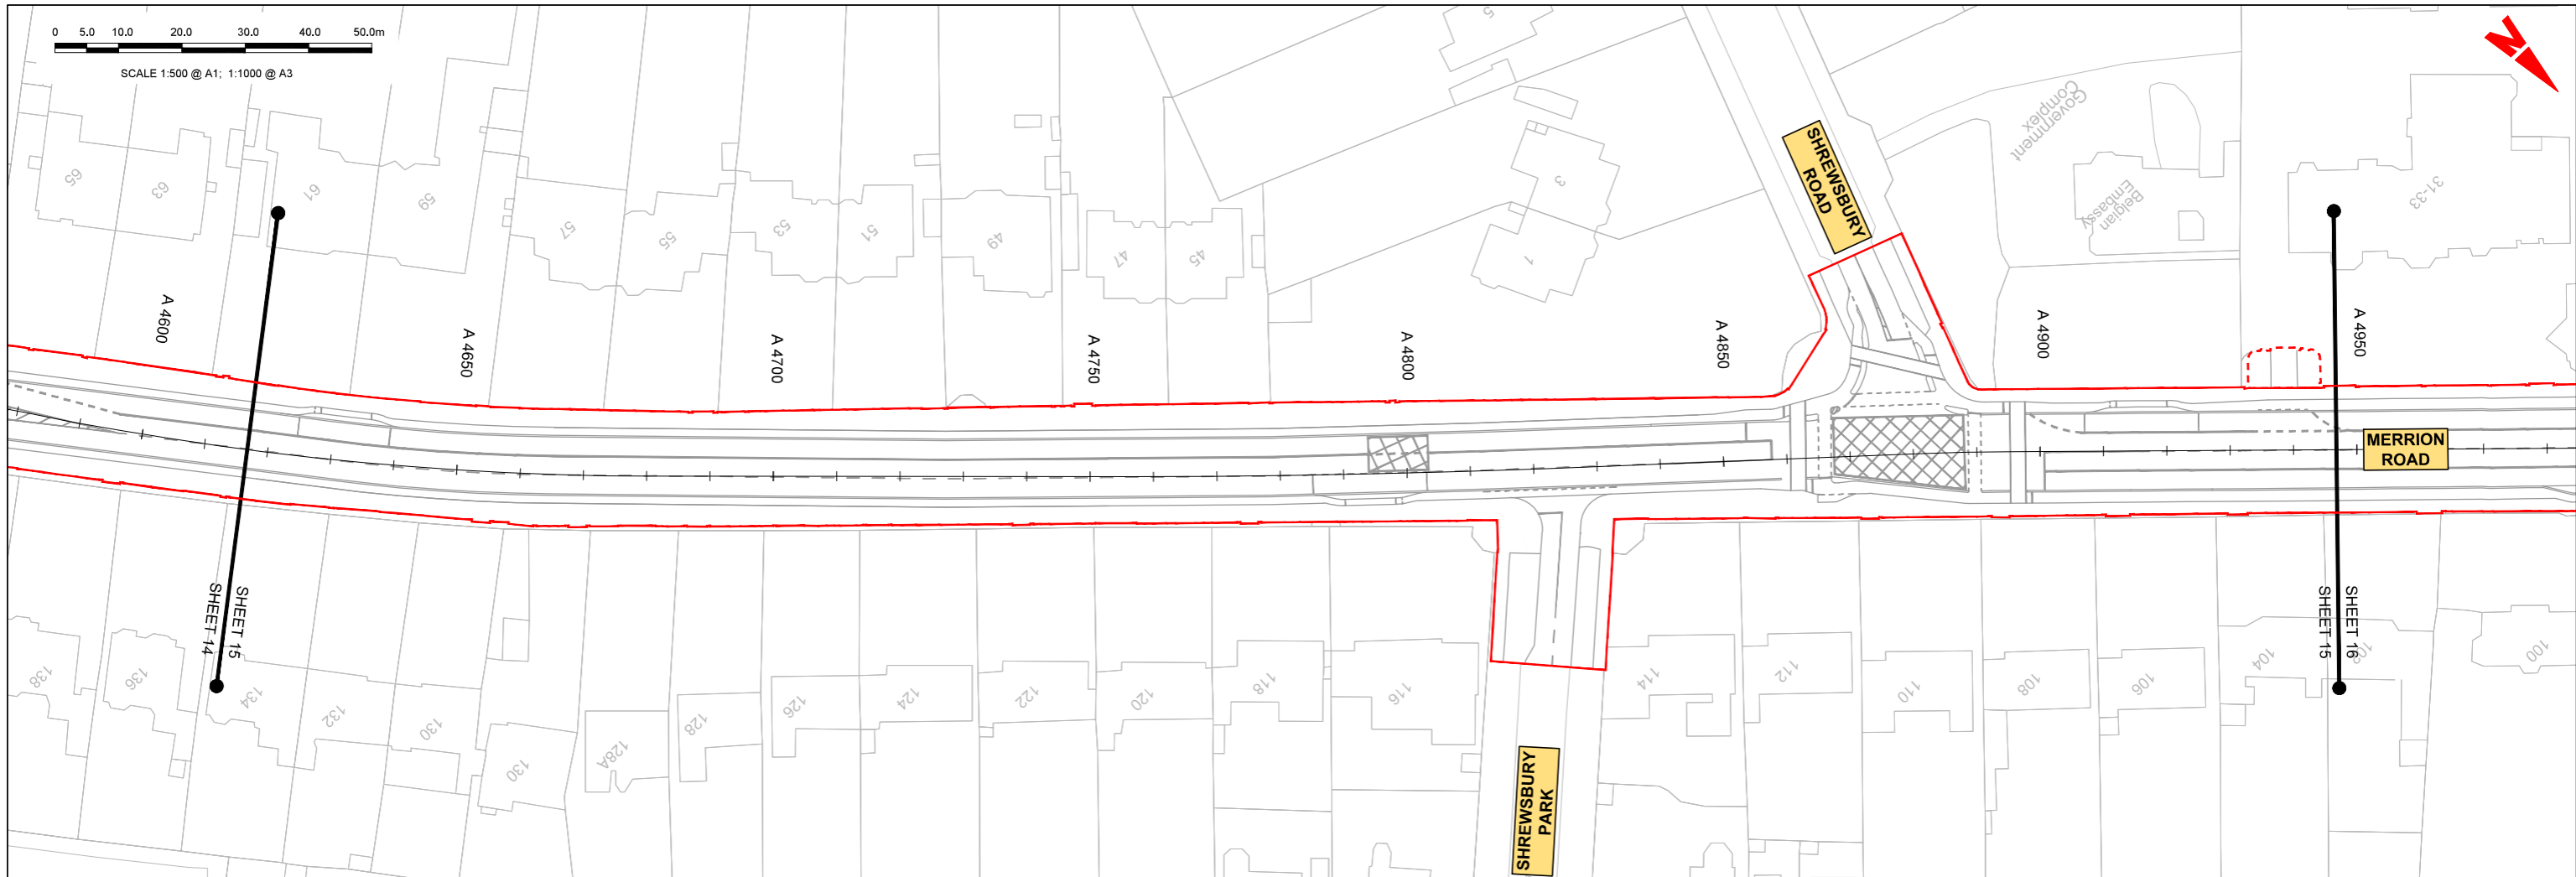 0 5.0 10.0 20.0 30.0 40.0 50.0m
SCALE 1:500 @ A1; 1:1000 @ A3
N
5
SHREWSBURY
ROAD
Government
Complex
Belgian
Embassy
31-33
65
63
61
59
57
55
53
51
49
47
45
3
1
A 4600
A 4650
A 4700
A 4750
A 4800
A 4850
A 4900
A 4950
MERRION
ROAD
SHEET 14
SHEET 15
SHEET 15
SHEET 16
138
136
134
132
130
130
128A
128
126
124
122
120
118
116
114
112
110
108
106
104
102
100
SHREWSBURY
PARK